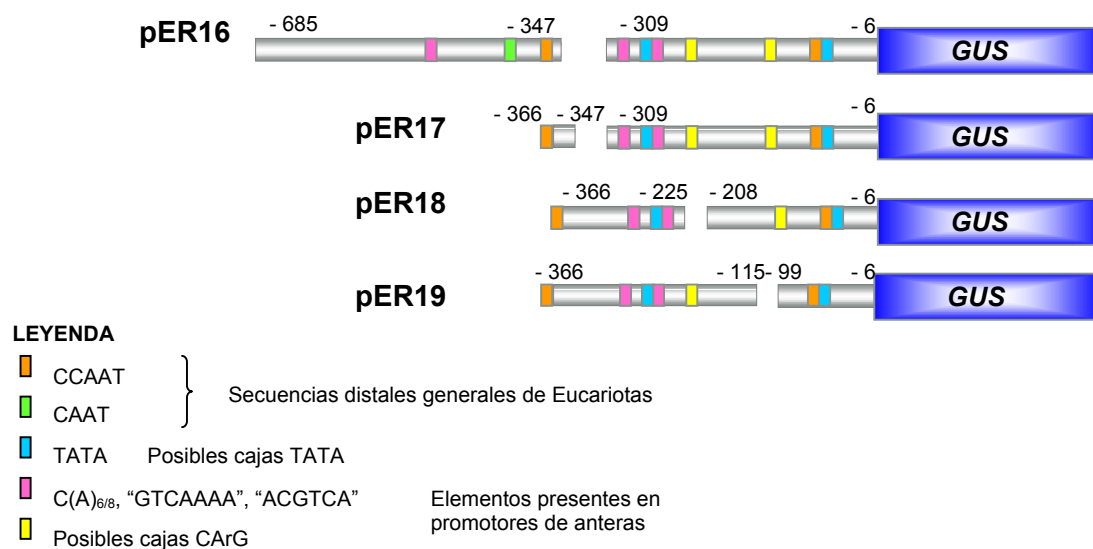 - 685 - 347 - 309 - 6
pER16 GUS
- 366 - 347 - 309 - 6
pER17 GUS
- 366 - 225 - 208 - 6
pER18 GUS
- 366 - 115 - 99 - 6
pER19 GUS
LEYENDA
CCAAT
Secuencias distales generales de Eucariotas
CAAT
TATA Posibles cajas TATA
C(A)6/8, “GTCAAAA”, “ACGTCA” Elementos presentes en
promotores de anteras
Posibles cajas CArG